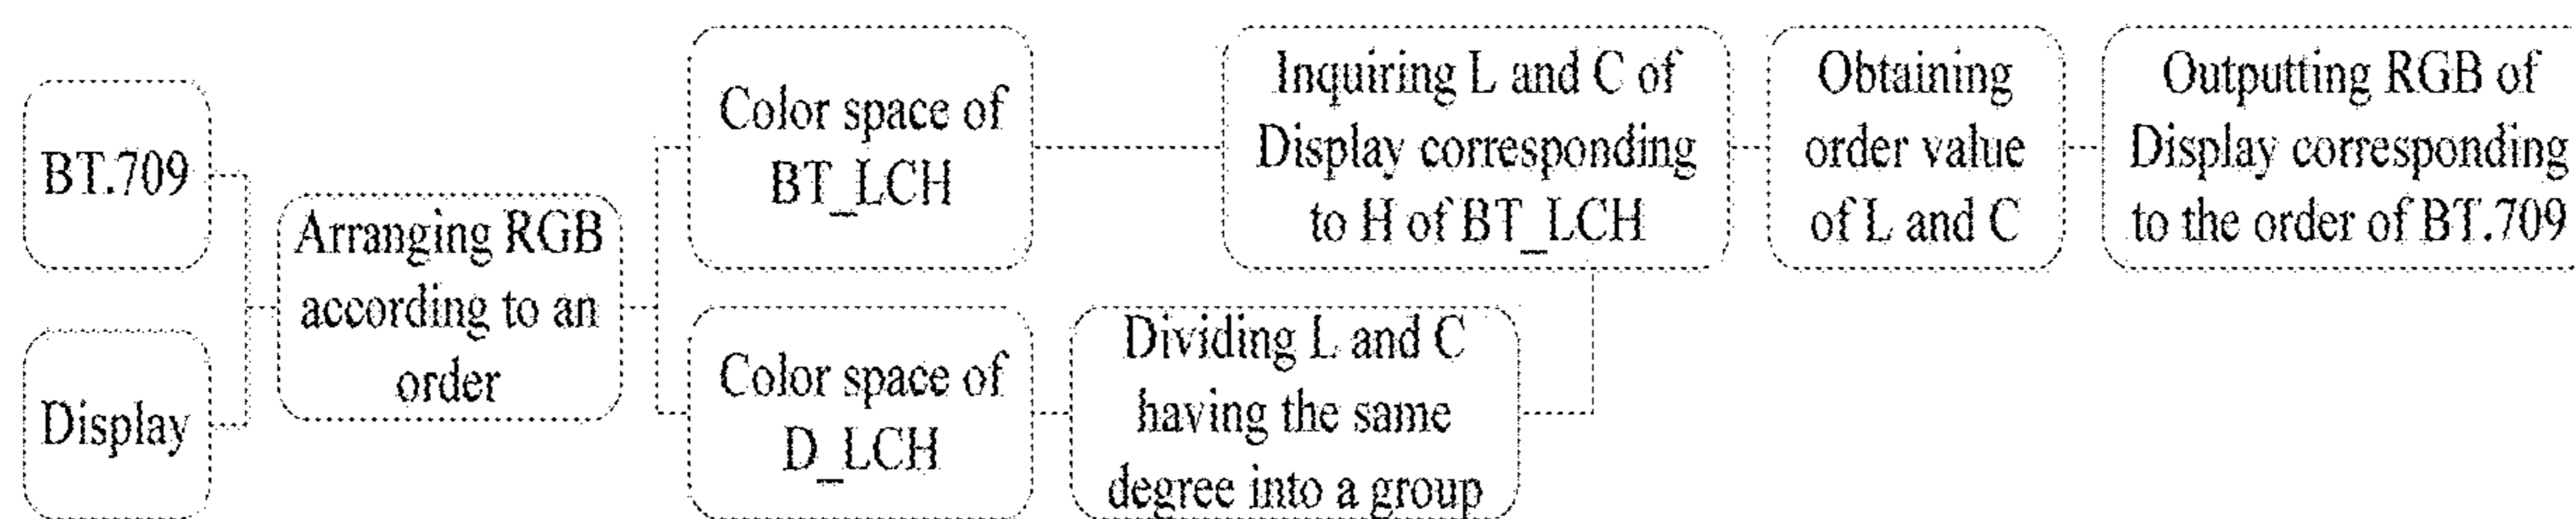 BT.709
Display
Arranging RGB
according to an
order
Color space of
BT_LCH
Color space of
D_LCH
Dividing L and C
having the same
degree into a group
Inquiring L and C of
Display corresponding
to H of BT_LCH
Obtaining
order value
of L and C
Outputting RGB of
Display corresponding
to the order of BT.709